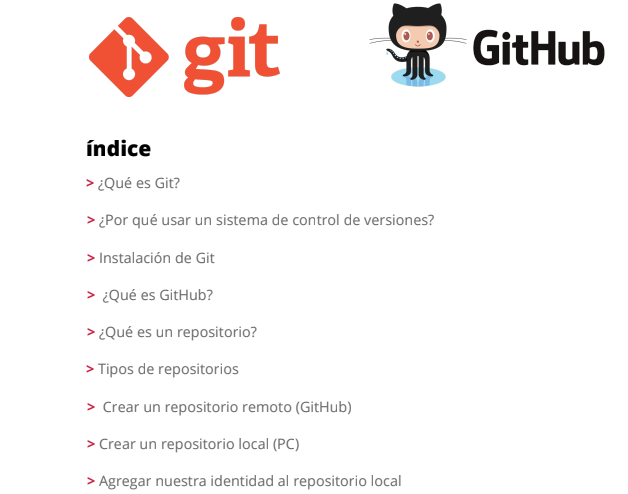 git
GitHub
índice
> ¿Qué es Git?
> ¿Por qué usar un sistema de control de versiones?
> Instalación de Git
> ¿Qué es GitHub?
> ¿Qué es un repositorio?
> Tipos de repositorios
> Crear un repositorio remoto (GitHub)
> Crear un repositorio local (PC)
> Agregar nuestra identidad al repositorio local